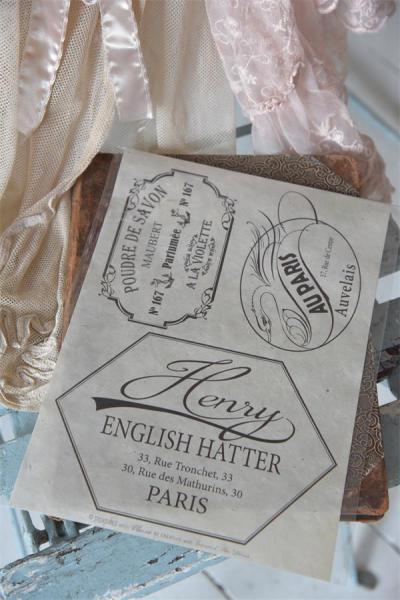 POUDRE DE SAVON
MAUBERT
Nº 167 Parfumée Nº 167
A LA VIOLETTE
AU PARIS
Auvelais
Henry
ENGLISH HATTER
33, Rue Tronchet, 33
30, Rue des Mathurins, 30
PARIS